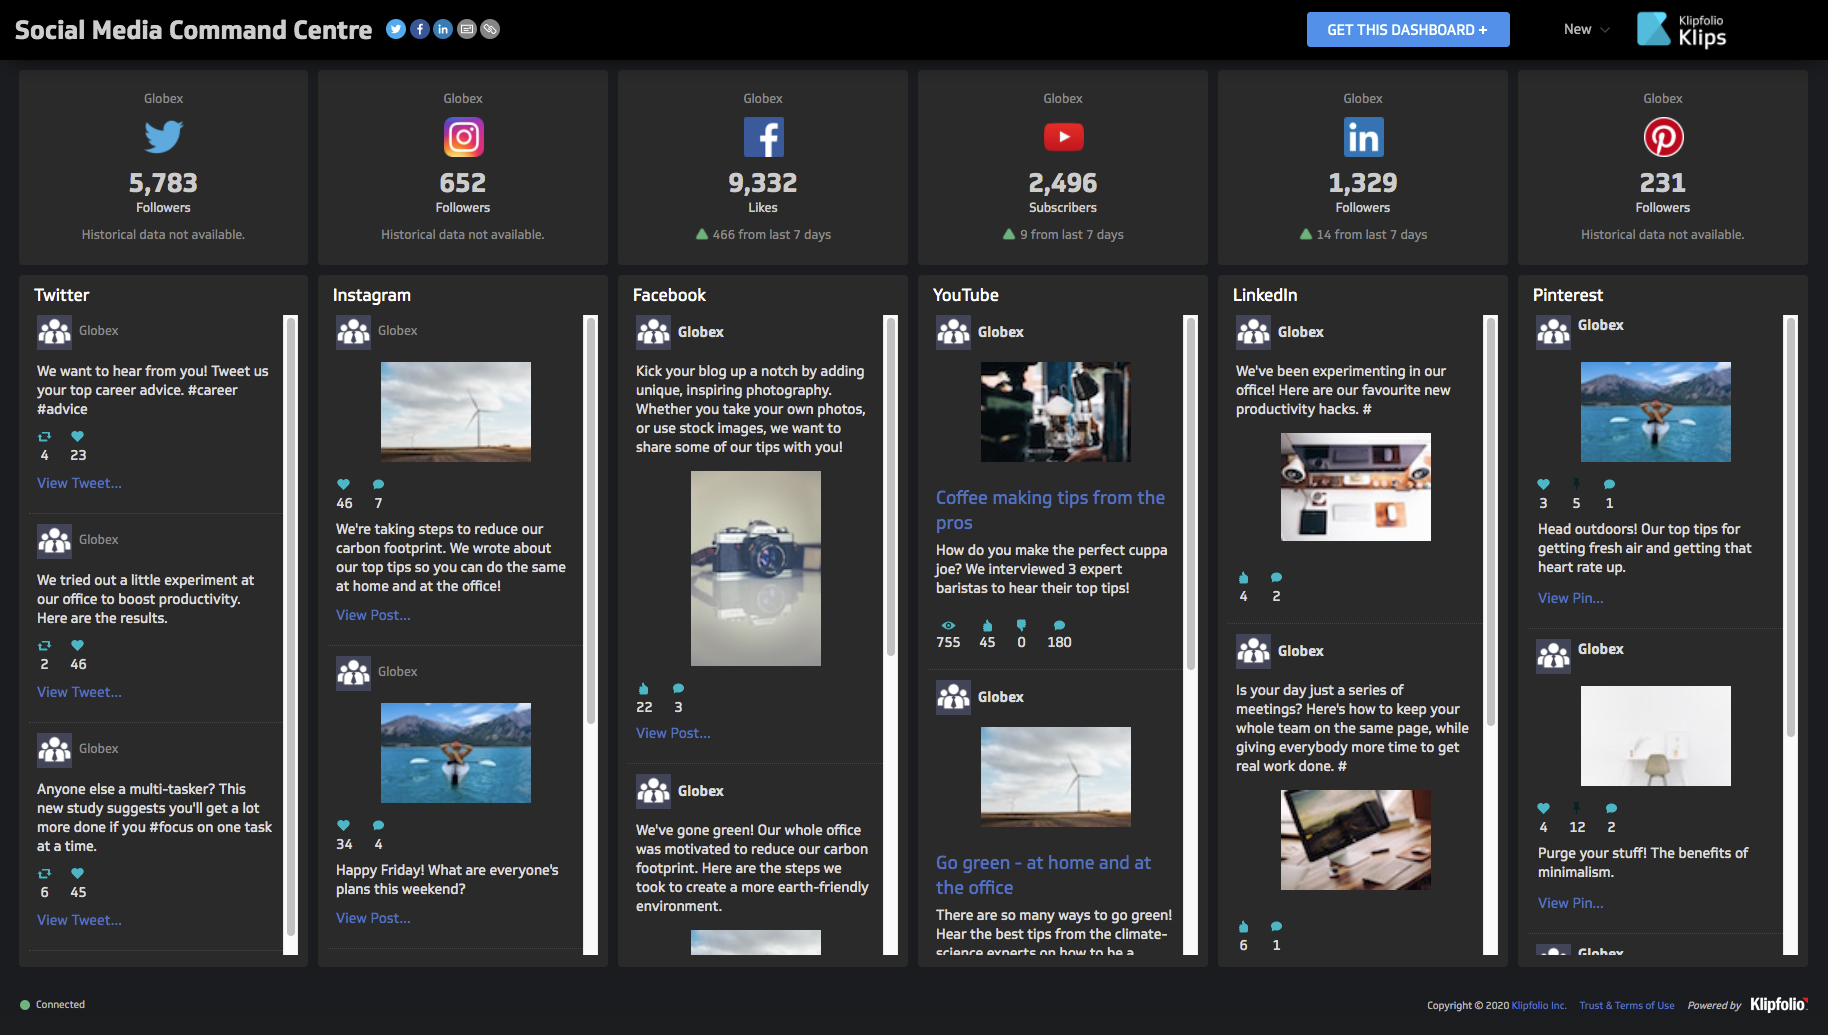 Social Media Command Centre
GET THIS DASHBOARD +
New
Klipfolio
Klips
Globex
5,783
Followers
Historical data not available.
Globex
652
Followers
Historical data not available.
Globex
9,332
Likes
466 from last 7 days
Globex
2,496
Subscribers
9 from last 7 days
Globex
in
1,329
Followers
14 from last 7 days
Globex
231
Followers
Historical data not available.
Twitter
Globex
We want to hear from you! Tweet us
your top career advice. #career
#advice
4 23
View Tweet...
Globex
We tried out a little experiment at
our office to boost productivity.
Here are the results.
2 46
View Tweet...
Globex
Anyone else a multi-tasker? This
new study suggests you'll get a lot
more done if you #focus on one task
at a time.
6 45
View Tweet...
Instagram
Globex
46 7
We're taking steps to reduce our
carbon footprint. We wrote about
our top tips so you can do the same
at home and at the office!
View Post...
Globex
34 4
Happy Friday! What are everyone's
plans this weekend?
View Post...
Facebook
Globex
Kick your blog up a notch by adding
unique, inspiring photography.
Whether you take your own photos,
or use stock images, we want to
share some of our tips with you!
22 3
View Post...
Globex
We've gone green! Our whole office
was motivated to reduce our carbon
footprint. Here are the steps we
took to create a more earth-friendly
environment.
YouTube
Globex
Coffee making tips from the
pros
How do you make the perfect cuppa
joe? We interviewed 3 expert
baristas to hear their top tips!
755 45 0 180
Globex
Go green - at home and at
the office
There are so many ways to go green!
Hear the best tips from the climate-
science experts on how to be a
LinkedIn
Globex
We've been experimenting in our
office! Here are our favourite new
productivity hacks. #
4 2
Globex
Is your day just a series of
meetings? Here's how to keep your
whole team on the same page, while
giving everybody more time to get
real work done. #
6 1
Pinterest
Globex
3 5 1
Head outdoors! Our top tips for
getting fresh air and getting that
heart rate up.
View Pin...
Globex
4 12 2
Purge your stuff! The benefits of
minimalism.
View Pin...
Globex
Connected
Copyright © 2020 Klipfolio Inc. Trust & Terms of Use Powered by Klipfolio